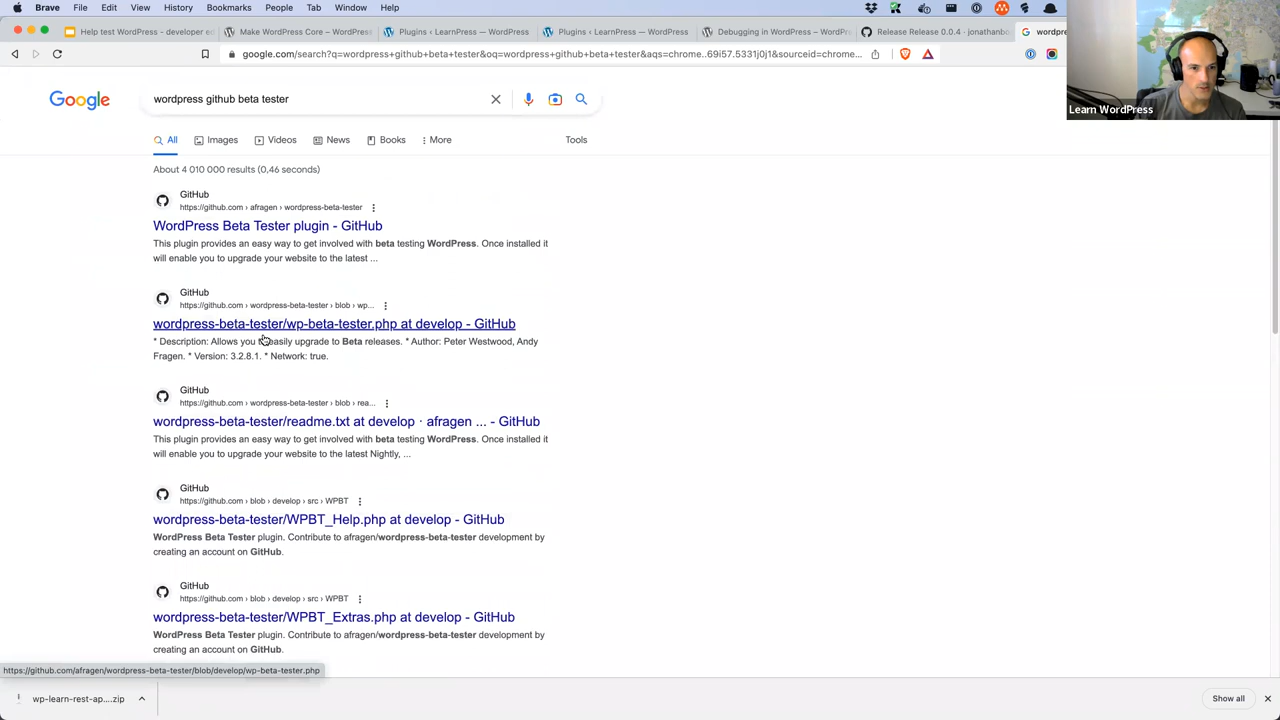 Brave File Edit View History Bookmarks People Tab Window Help
Help test WordPress - developer ed
Make WordPress Core – WordPress
Plugins ‹ LearnPress — WordPress
Plugins ‹ LearnPress — WordPress
Debugging in WordPress – WordPr
Release Release 0.0.4 · jonathanbo
wordpre
google.com/search?q=wordpress+github+beta+tester&oq=wordpress+github+beta+tester&aqs=chrome..69i57.5331j0j1&sourceid=chrome...
Learn WordPress
Google
wordpress github beta tester
All Images Videos News Books More Tools
About 4 010 000 results (0,46 seconds)
GitHub
https://github.com › afragen › wordpress-beta-tester
WordPress Beta Tester plugin - GitHub
This plugin provides an easy way to get involved with beta testing WordPress. Once installed it
will enable you to upgrade your website to the latest ...
GitHub
https://github.com › wordpress-beta-tester › blob › wp...
wordpress-beta-tester/wp-beta-tester.php at develop - GitHub
* Description: Allows you to easily upgrade to Beta releases. * Author: Peter Westwood, Andy
Fragen. * Version: 3.2.8.1. * Network: true.
GitHub
https://github.com › wordpress-beta-tester › blob › rea...
wordpress-beta-tester/readme.txt at develop · afragen ... - GitHub
This plugin provides an easy way to get involved with beta testing WordPress. Once installed it
will enable you to upgrade your website to the latest Nightly, ...
GitHub
https://github.com › blob › develop › src › WPBT
wordpress-beta-tester/WPBT_Help.php at develop - GitHub
WordPress Beta Tester plugin. Contribute to afragen/wordpress-beta-tester development by
creating an account on GitHub.
GitHub
https://github.com › blob › develop › src › WPBT
wordpress-beta-tester/WPBT_Extras.php at develop - GitHub
WordPress Beta Tester plugin. Contribute to afragen/wordpress-beta-tester development by
creating an account on GitHub.
https://github.com/afragen/wordpress-beta-tester/blob/develop/wp-beta-tester.php
wp-learn-rest-ap....zip
Show all